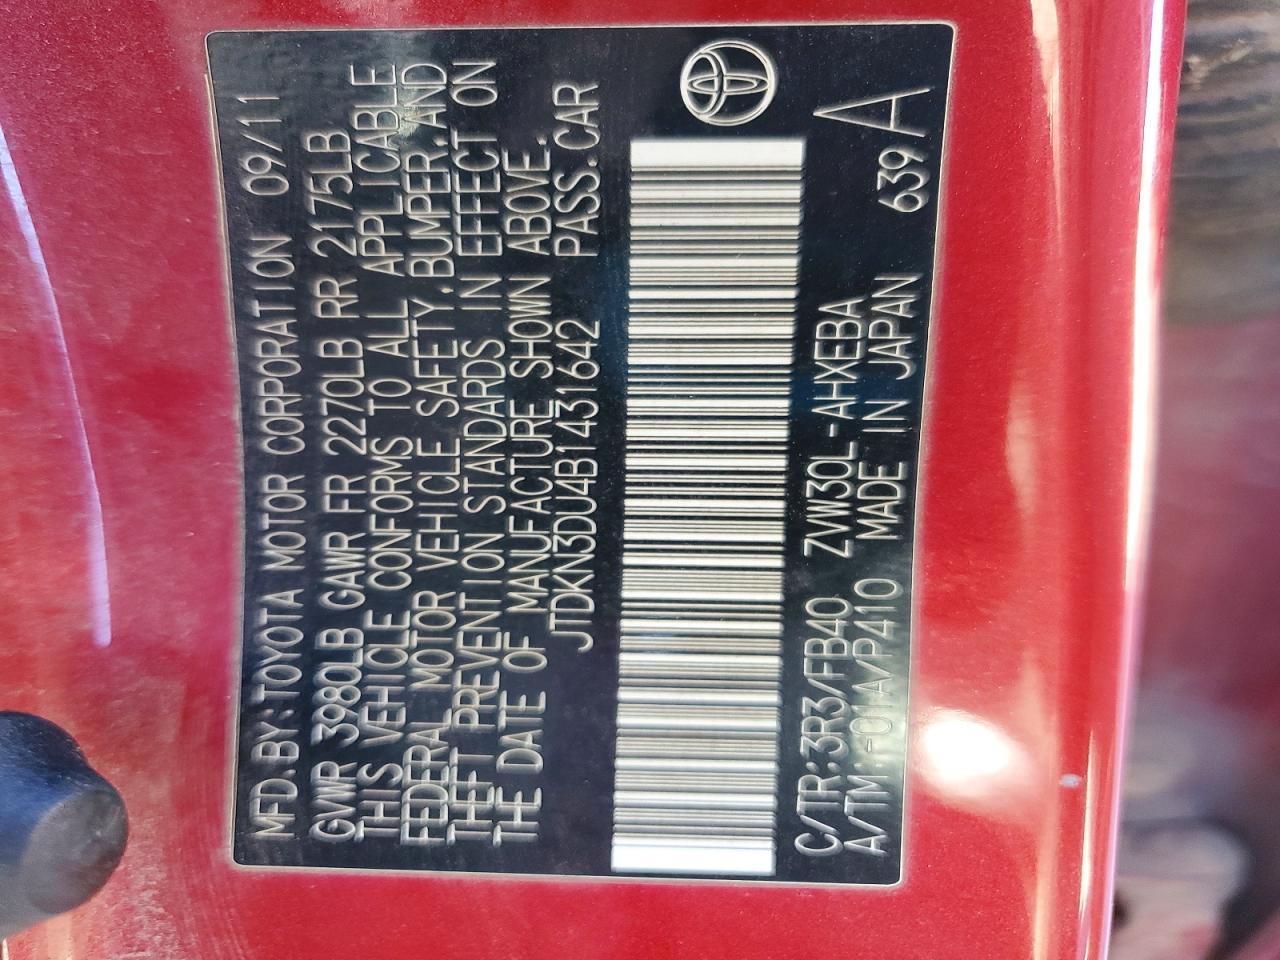 MFD.BY:TOYOTA MOTOR CORPORATION 09/11
GVWR 3980LB GAWR FR 2270LB RR 2175LB
THIS VEHICLE CONFORMS TO ALL APPLICABLE
FEDERAL MOTOR VEHICLE SAFETY,BUMPER,AND
THEFT PREVENTION STANDARDS IN EFFECT ON
THE DATE OF MANUFACTURE SHOWN ABOVE.
JTDKN3DU4B1431642 PASS.CAR
C/TR:3R3/FB40 ZVW30L-AHXEBA A
A/TM:-01A/P410 MADE IN JAPAN 639